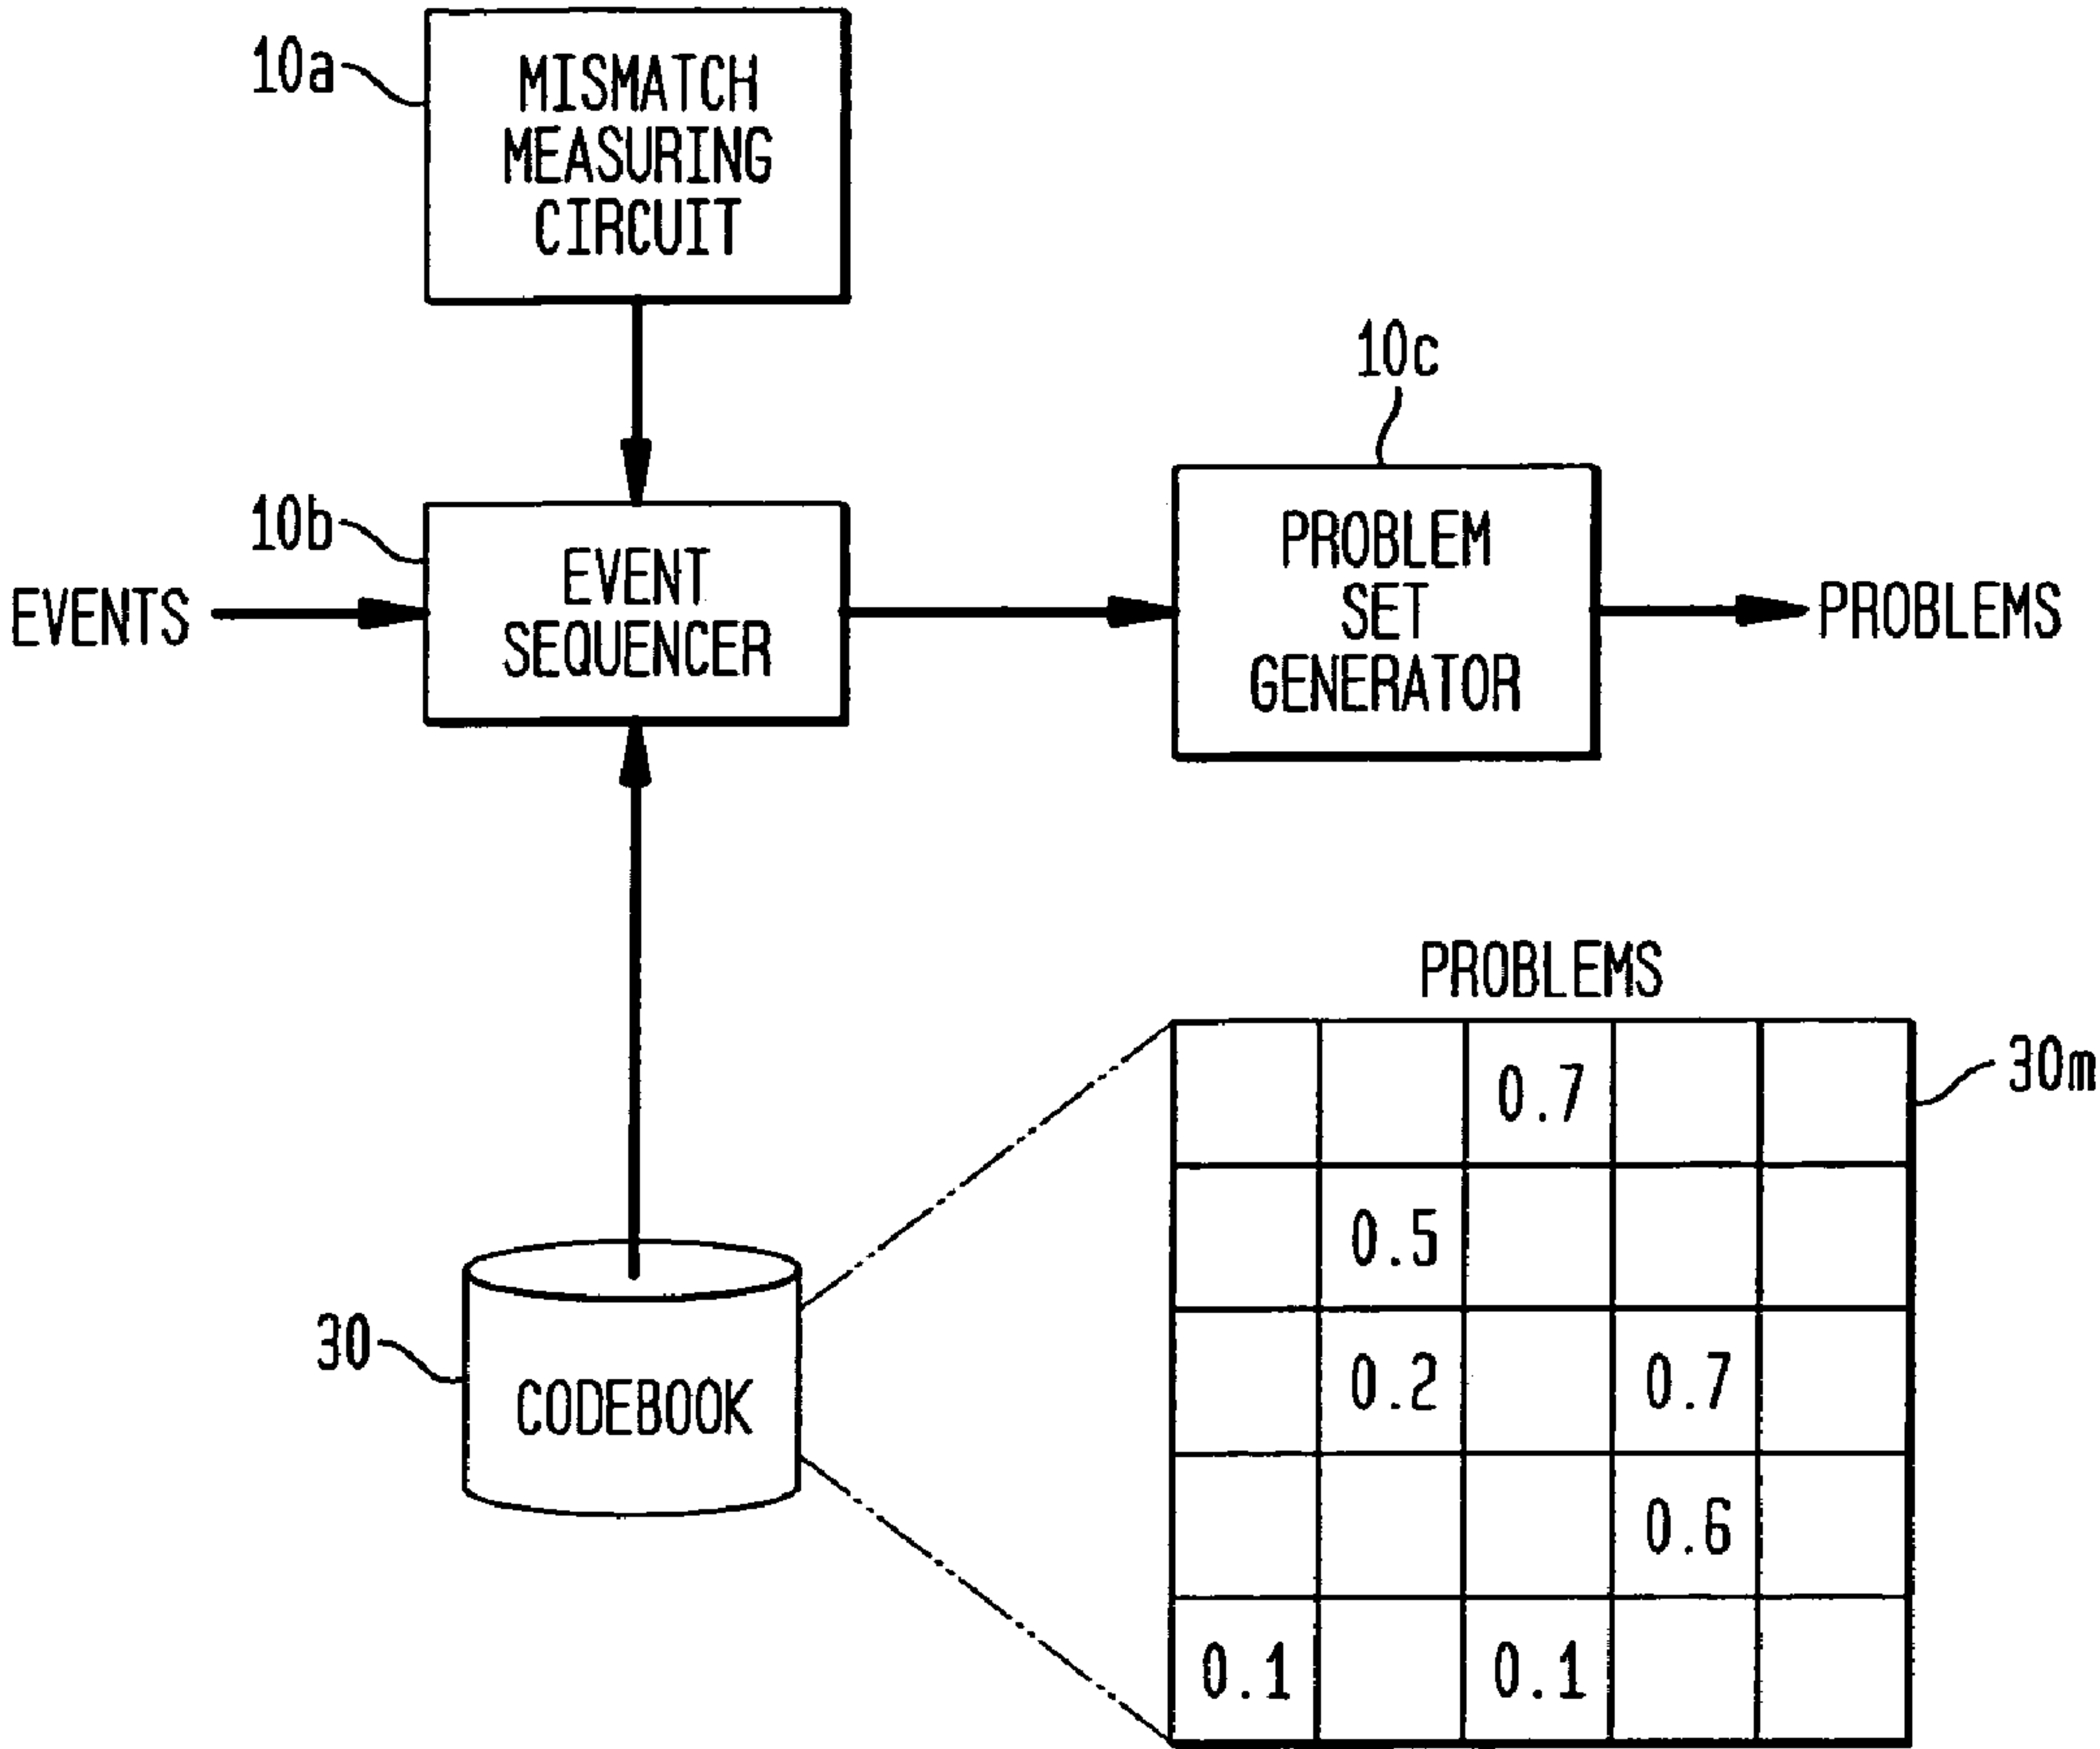 10a
MISMATCH
MEASURING
CIRCUIT
10c
10b
EVENTS
EVENT
SEQUENCER
PROBLEM
SET
GENERATOR
PROBLEMS
PROBLEMS
30m
0.7
0.5
0.2 0.7
0.6
0.1 0.1
30
CODEBOOK